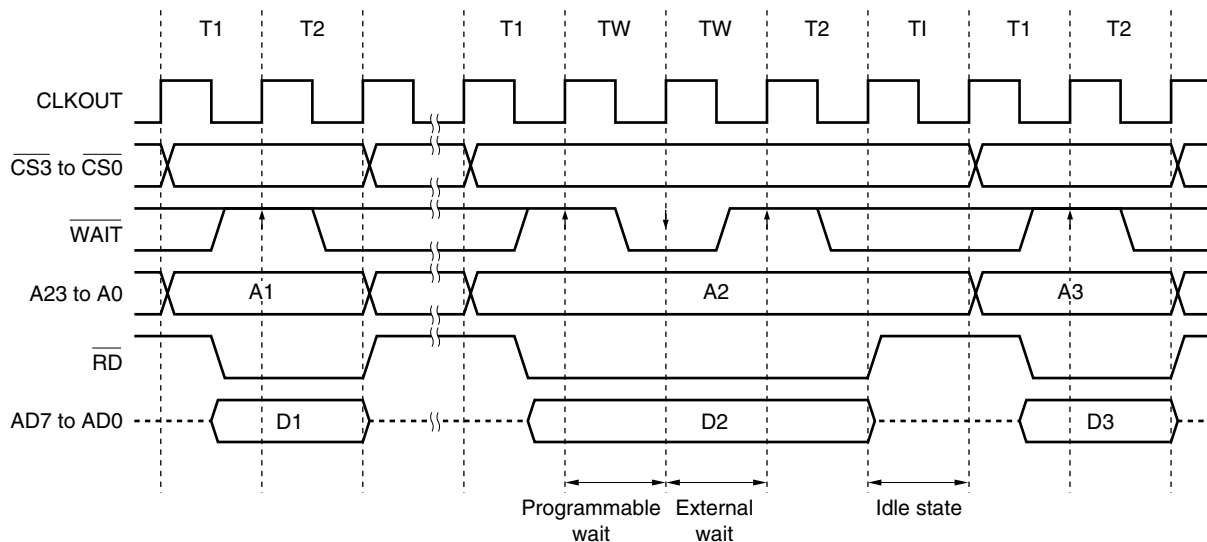 T1 T2 T1 TW TW T2 TI T1 T2
CLKOUT
CS3 to CS0
WAIT
A23 to A0 A1 A2 A3
RD
AD7 to AD0 D1 D2 D3
Programmable wait
External wait
Idle state